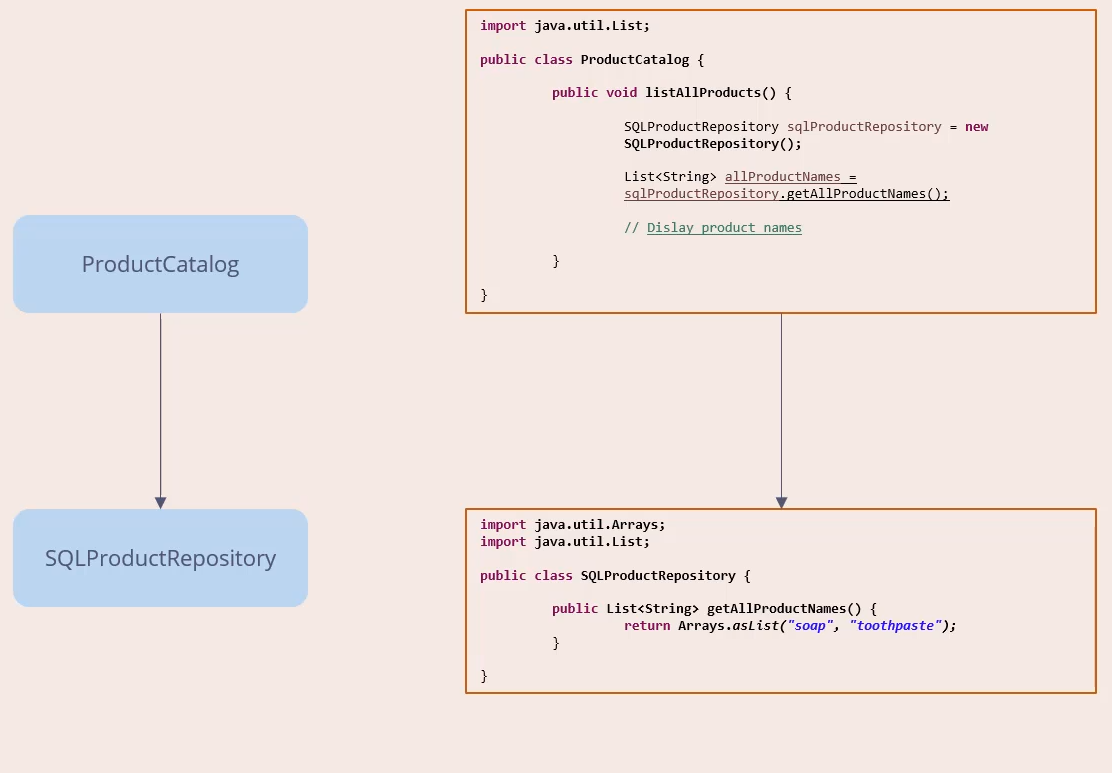 import java.util.List;
public class ProductCatalog {
public void listAllProducts() {
SQLProductRepository sqlProductRepository = new
SQLProductRepository();
List<String> allProductNames =
sqlProductRepository.getAllProductNames();
// Dislay product names
}
}
ProductCatalog
SQLProductRepository
import java.util.Arrays;
import java.util.List;
public class SQLProductRepository {
public List<String> getAllProductNames() {
return Arrays.asList("soap", "toothpaste");
}
}